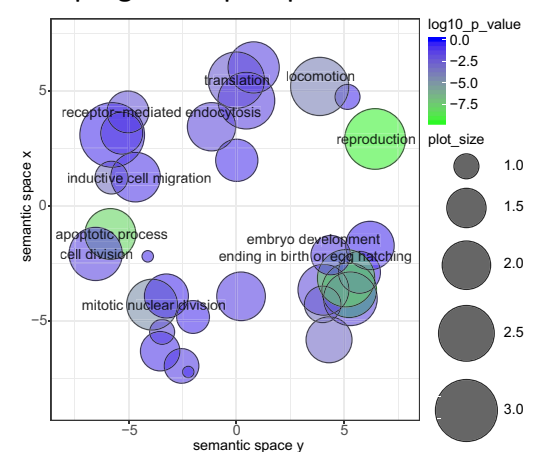 log10_p_value
0.0
−2.5
−5.0
−7.5
plot_size
1.0
1.5
2.0
2.5
3.0
semantic space x
5
0
−5
translation
locomotion
receptor−mediated endocytosis
reproduction
inductive cell migration
apoptotic process
cell division
embryo development
ending in birth or egg hatching
mitotic nuclear division
−5
0
5
semantic space y